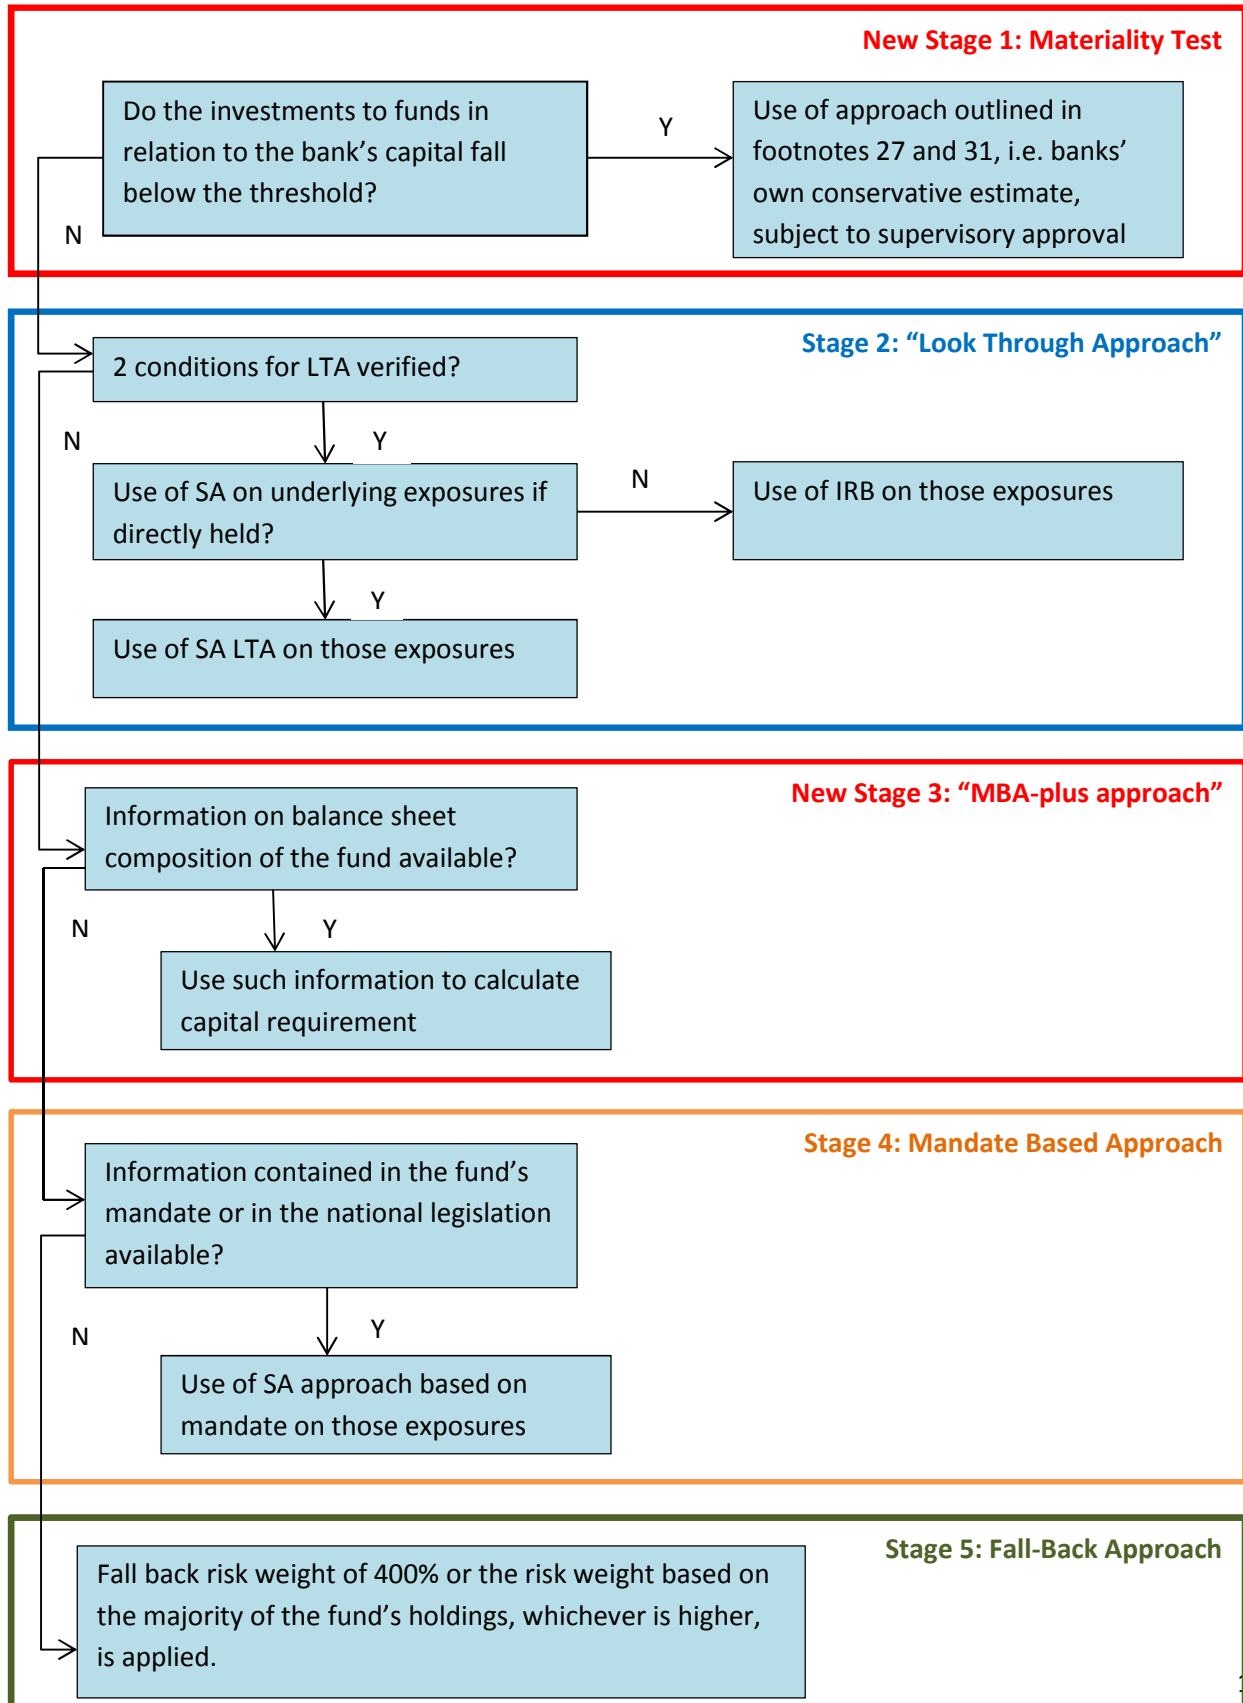 New Stage 1: Materiality Test
Do the investments to funds in
relation to the bank’s capital fall
below the threshold?
Y
Use of approach outlined in
footnotes 27 and 31, i.e. banks’
own conservative estimate,
subject to supervisory approval
N
Stage 2: “Look Through Approach”
2 conditions for LTA verified?
N
Y
Use of SA on underlying exposures if
directly held?
N
Use of IRB on those exposures
Y
Use of SA LTA on those exposures
New Stage 3: “MBA-plus approach”
Information on balance sheet
composition of the fund available?
N
Y
Use such information to calculate
capital requirement
Stage 4: Mandate Based Approach
Information contained in the fund’s
mandate or in the national legislation
available?
N
Y
Use of SA approach based on
mandate on those exposures
Stage 5: Fall-Back Approach
Fall back risk weight of 400% or the risk weight based on
the majority of the fund’s holdings, whichever is higher,
is applied.